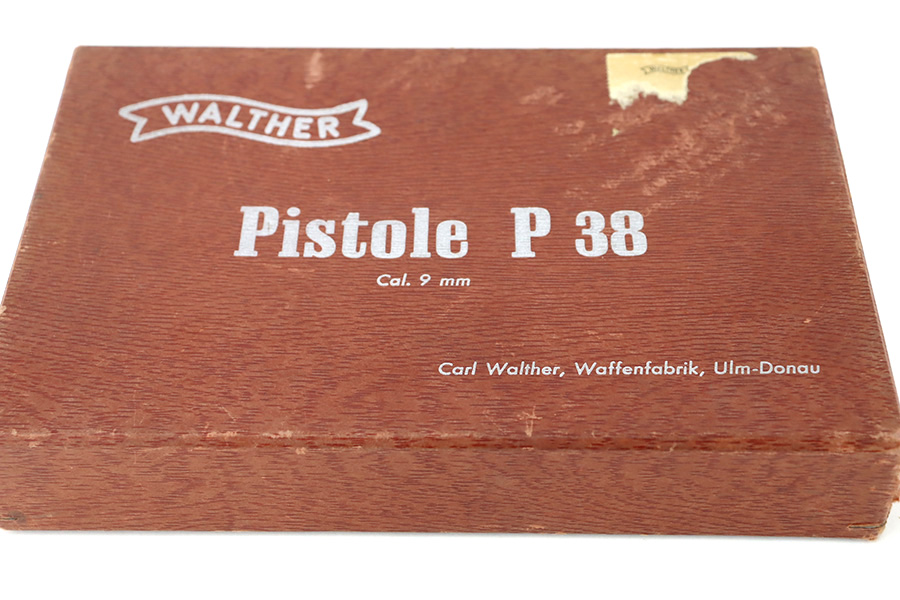 WALTHER
Pistole P 38
Cal. 9 mm
Carl Walther, Waffenfabrik, Ulm-Donau